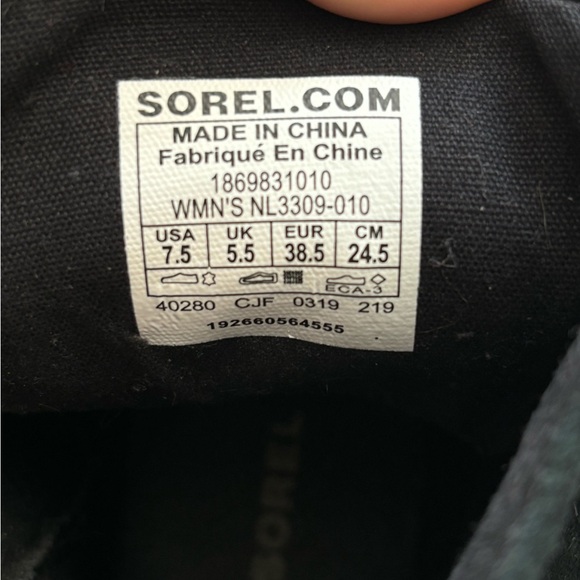 SOREL.COM
MADE IN CHINA
Fabriqué En Chine
1869831010
WMN'S NL3309-010
USA UK EUR CM
7.5 5.5 38.5 24.5
ECA-3
40280 CJF 0319 219
192660564555
SOREL